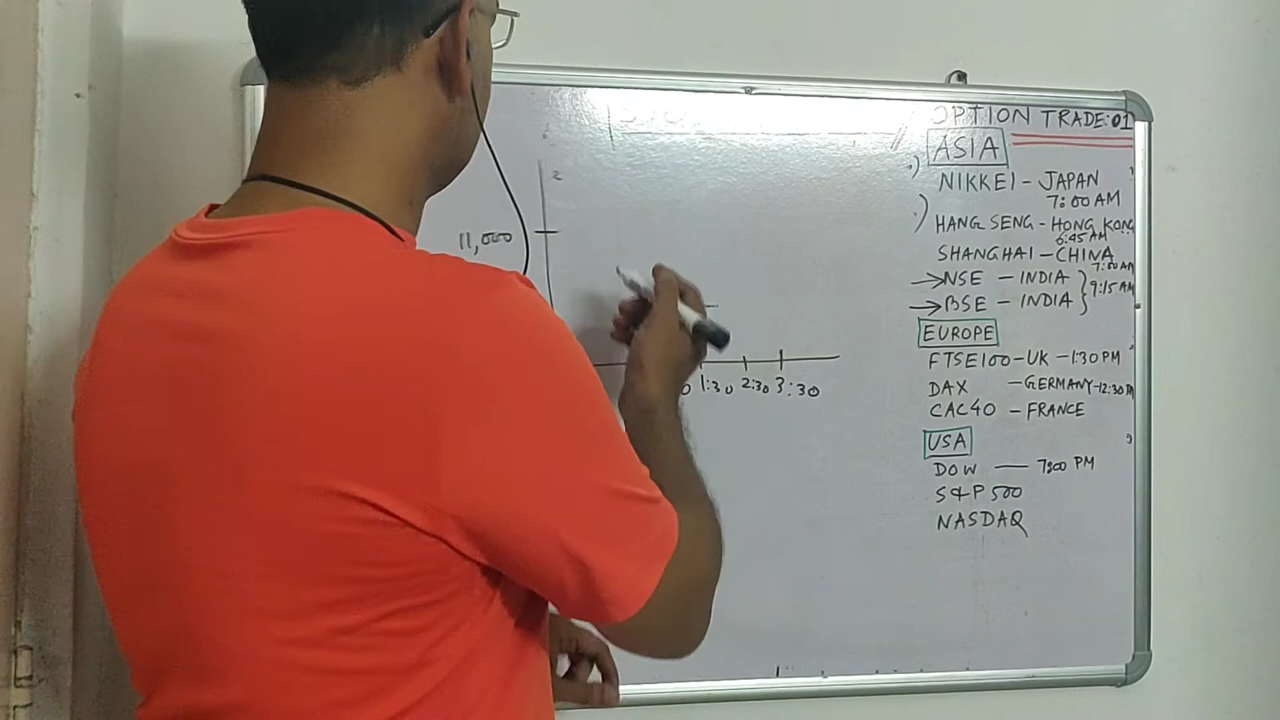 OPTION TRADE:01
ASIA
NIKKEI - JAPAN
7:00 AM
HANG SENG - HONG KONG
6:45 AM
SHANGHAI - CHINA
7:00 AM
→ NSE - INDIA
→ BSE - INDIA
9:15 AM
EUROPE
FTSE100 - UK - 1:30 PM
DAX - GERMANY - 12:30 PM
CAC40 - FRANCE
USA
DOW — 7:00 PM
S&P 500
NASDAQ
11,000
1:30 2:30 3:30